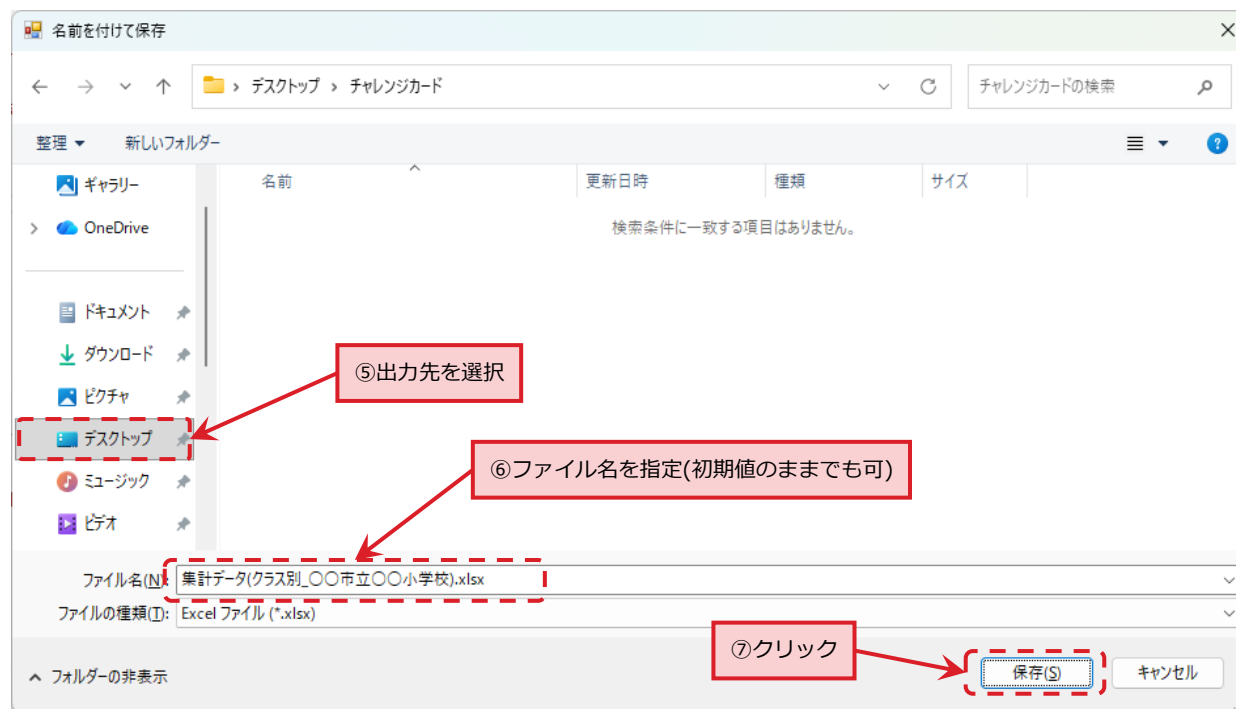 名前を付けて保存
デスクトップ › チャレンジカード
チャレンジカードの検索
整理
新しいフォルダー
名前 更新日時 種類 サイズ
検索条件に一致する項目はありません。
ギャラリー
OneDrive
ドキュメント
ダウンロード
ピクチャ
デスクトップ
ミュージック
ビデオ
⑤出力先を選択
⑥ファイル名を指定(初期値のままでも可)
ファイル名(N): 集計データ(クラス別_〇〇市立〇〇小学校).xlsx
ファイルの種類(T): Excel ファイル (*.xlsx)
⑦クリック
フォルダーの非表示
保存(S)
キャンセル